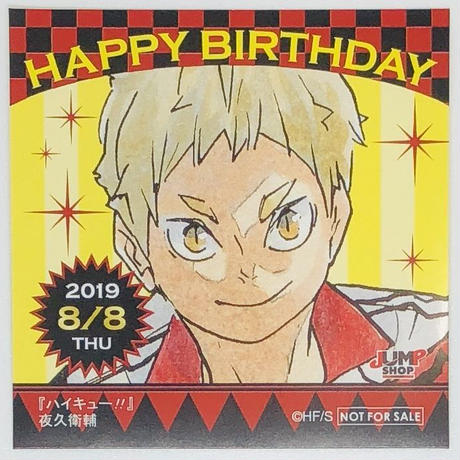 HAPPY BIRTHDAY
2019
8/8
THU
JUMP
SHOP
『ハイキュー!!』
夜久衛輔
©HF/S NOT FOR SALE